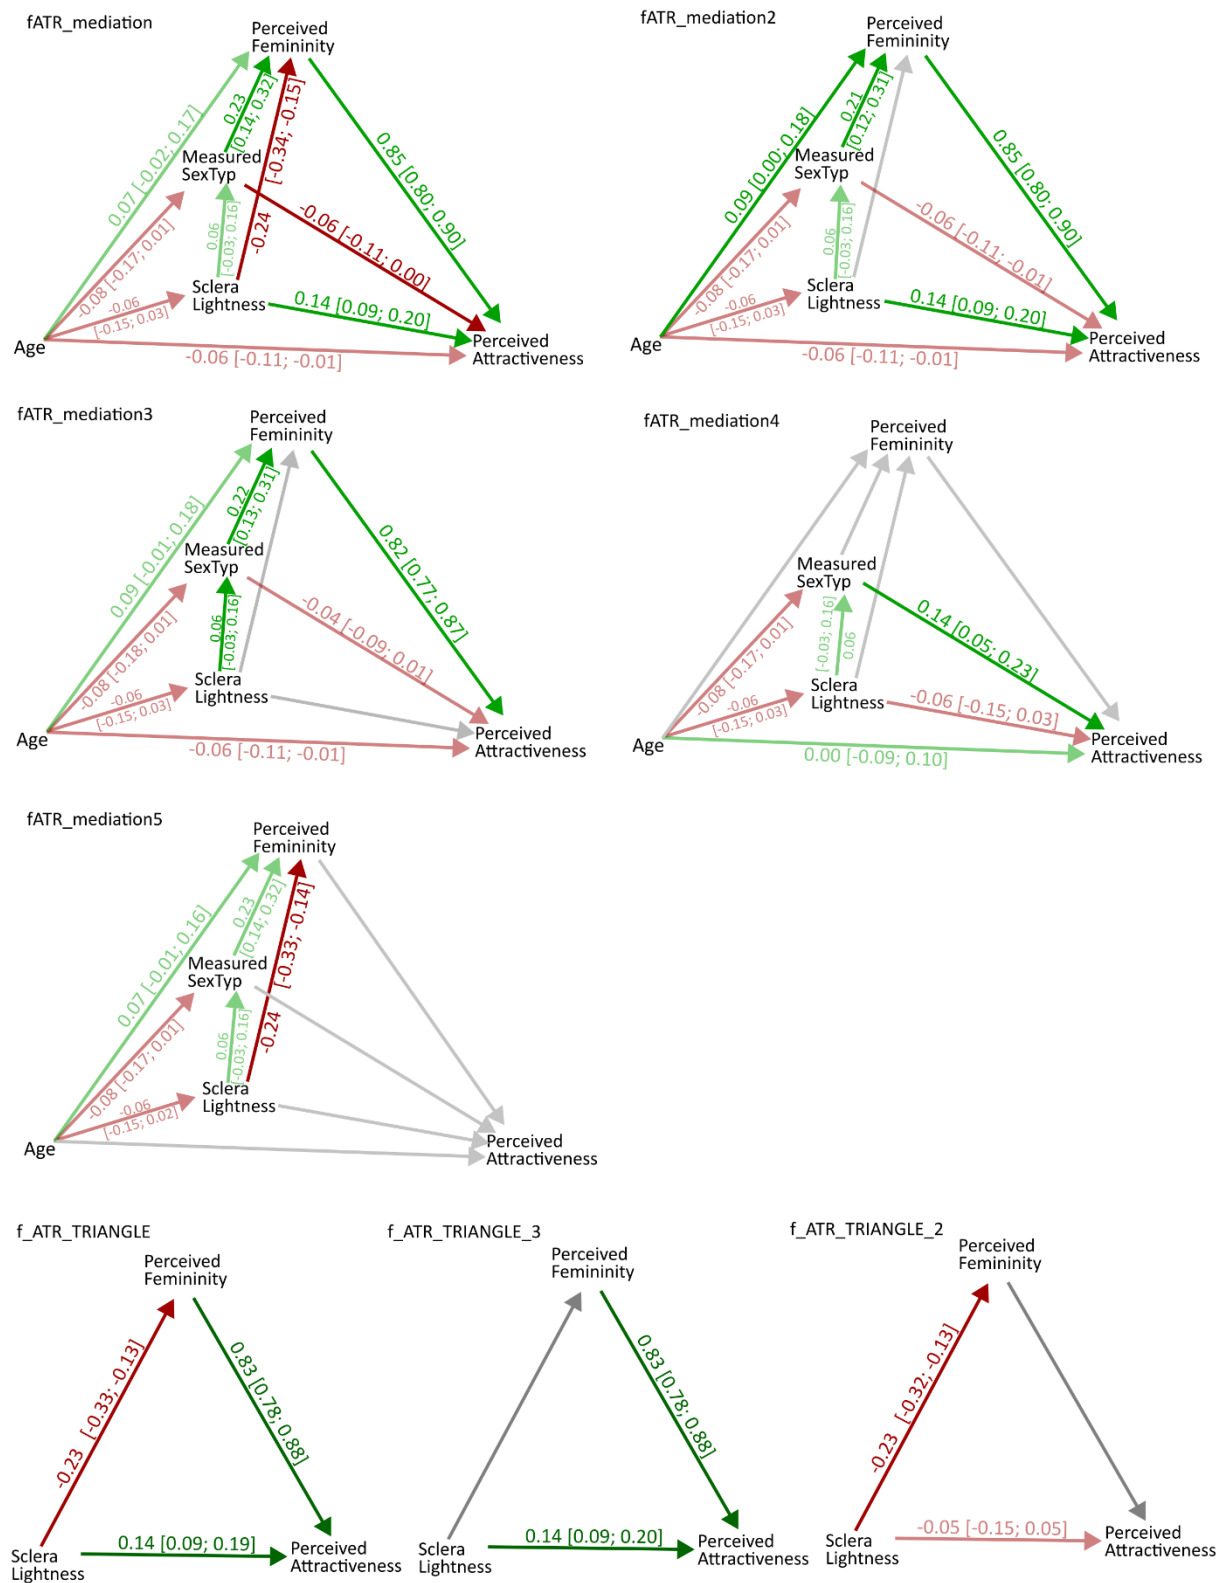 fATR_mediation
Perceived
Femininity
0.07 [-0.02; 0.17]
0.23
[0.14; 0.32]
-0.24
[-0.34; -0.15]
0.85 [0.80; 0.90]
Measured
SexTyp
-0.08 [-0.17; 0.01]
0.06
[-0.03; 0.16]
-0.06 [-0.11; 0.00]
-0.06
[-0.15; 0.03]
Sclera
Lightness
0.14 [0.09; 0.20]
Age
-0.06 [-0.11; -0.01]
Perceived
Attractiveness
fATR_mediation2
Perceived
Femininity
0.09 [0.00; 0.18]
0.21
[0.12; 0.31]
0.85 [0.80; 0.90]
Measured
SexTyp
-0.08 [-0.17; 0.01]
0.06
[-0.03; 0.16]
-0.06 [-0.11; -0.01]
-0.06
[-0.15; 0.03]
Sclera
Lightness
0.14 [0.09; 0.20]
Age
-0.06 [-0.11; -0.01]
Perceived
Attractiveness
fATR_mediation3
Perceived
Femininity
0.09 [-0.01; 0.18]
0.22
[0.13; 0.31]
0.82 [0.77; 0.87]
Measured
SexTyp
-0.08 [-0.18; 0.01]
0.06
[-0.03; 0.16]
-0.04 [-0.09; 0.01]
-0.06
[-0.15; 0.03]
Sclera
Lightness
Age
-0.06 [-0.11; -0.01]
Perceived
Attractiveness
fATR_mediation4
Perceived
Femininity
Measured
SexTyp
-0.08 [-0.17; 0.01]
[-0.03; 0.16]
0.06
0.14 [0.05; 0.23]
-0.06
[-0.15; 0.03]
Sclera
Lightness
-0.06 [-0.15; 0.03]
Age
0.00 [-0.09; 0.10]
Perceived
Attractiveness
fATR_mediation5
Perceived
Femininity
0.07 [-0.01; 0.16]
0.23
[0.14; 0.32]
-0.24
[-0.33; -0.14]
Measured
SexTyp
-0.08 [-0.17; 0.01]
0.06
[-0.03; 0.16]
-0.06
[-0.15; 0.02]
Sclera
Lightness
Age
Perceived
Attractiveness
f_ATR_TRIANGLE
Perceived
Femininity
-0.23 [-0.33; -0.13]
0.83 [0.78; 0.88]
0.14 [0.09; 0.19]
Sclera
Lightness
Perceived
Attractiveness
f_ATR_TRIANGLE_3
Perceived
Femininity
0.83 [0.78; 0.88]
0.14 [0.09; 0.20]
Sclera
Lightness
Perceived
Attractiveness
f_ATR_TRIANGLE_2
Perceived
Femininity
-0.23 [-0.32; -0.13]
-0.05 [-0.15; 0.05]
Sclera
Lightness
Perceived
Attractiveness